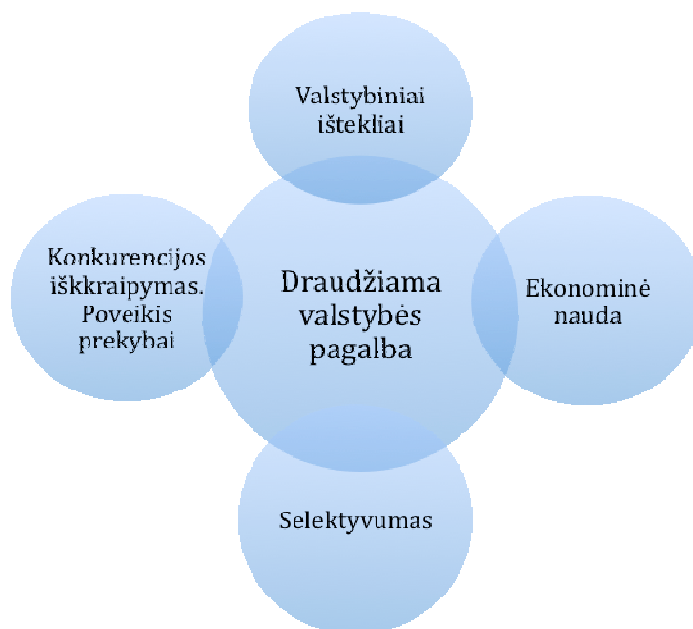 Valstybiniai
ištekliai
Konkurencijos
iškkraipymas.
Poveikis
prekybai
Draudžiama
valstybės
pagalba
Ekonominė
nauda
Selektyvumas